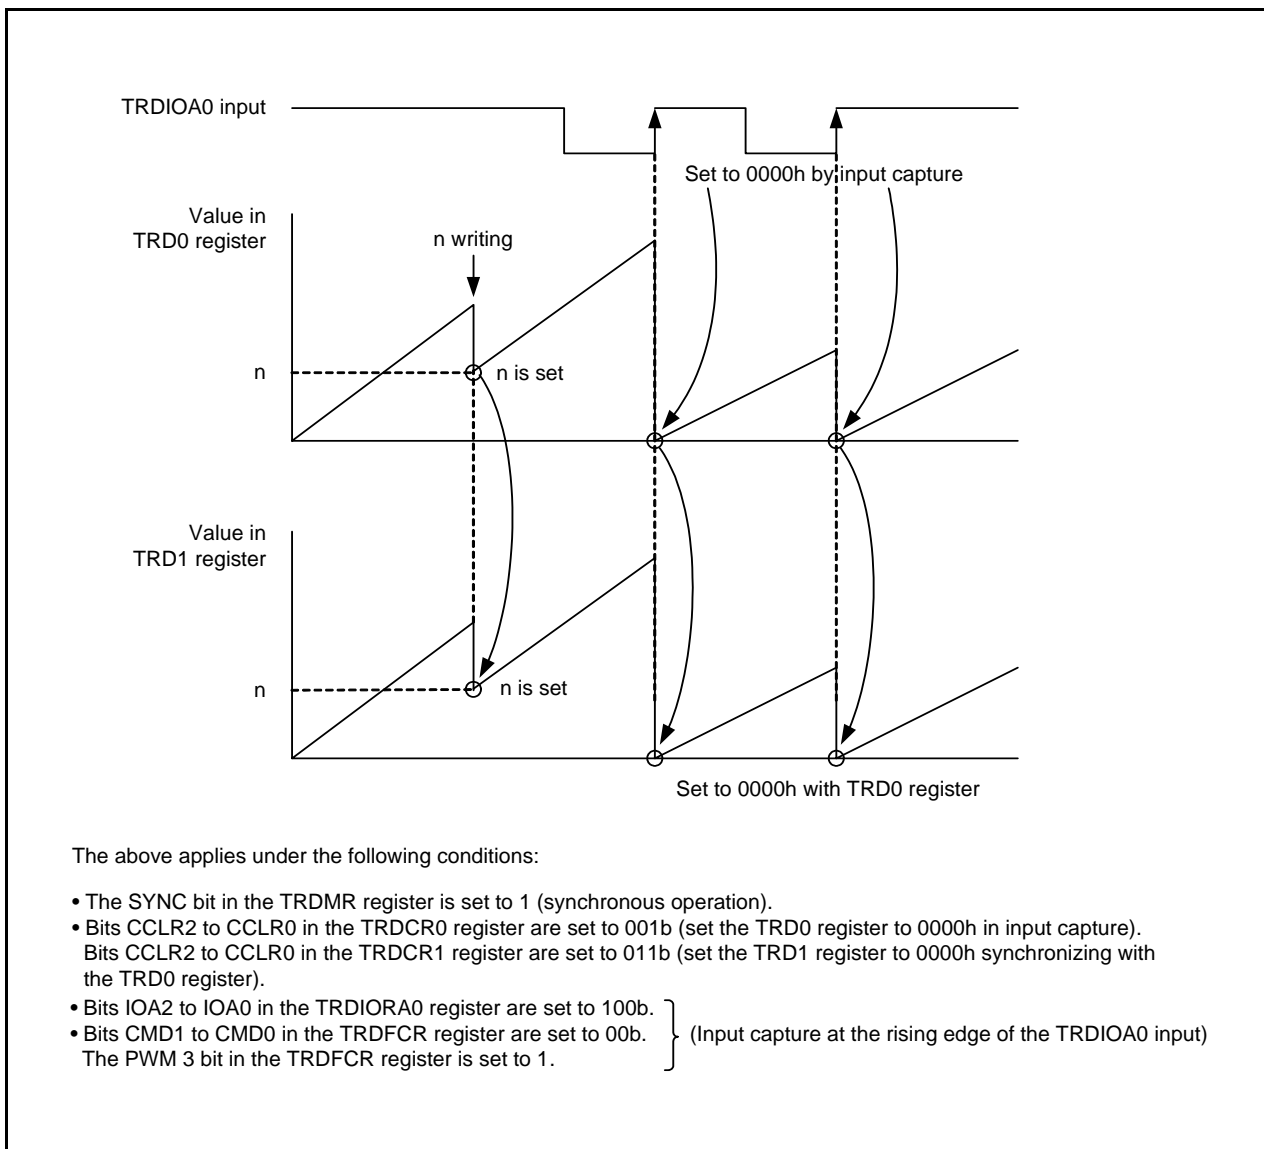 TRDIOA0 input
Set to 0000h by input capture
Value in
TRD0 register
n writing
n
n is set
Value in
TRD1 register
n
n is set
Set to 0000h with TRD0 register
The above applies under the following conditions:
• The SYNC bit in the TRDMR register is set to 1 (synchronous operation).
• Bits CCLR2 to CCLR0 in the TRDCR0 register are set to 001b (set the TRD0 register to 0000h in input capture).
Bits CCLR2 to CCLR0 in the TRDCR1 register are set to 011b (set the TRD1 register to 0000h synchronizing with
the TRD0 register).
• Bits IOA2 to IOA0 in the TRDIORA0 register are set to 100b.
• Bits CMD1 to CMD0 in the TRDFCR register are set to 00b.
The PWM 3 bit in the TRDFCR register is set to 1.
(Input capture at the rising edge of the TRDIOA0 input)